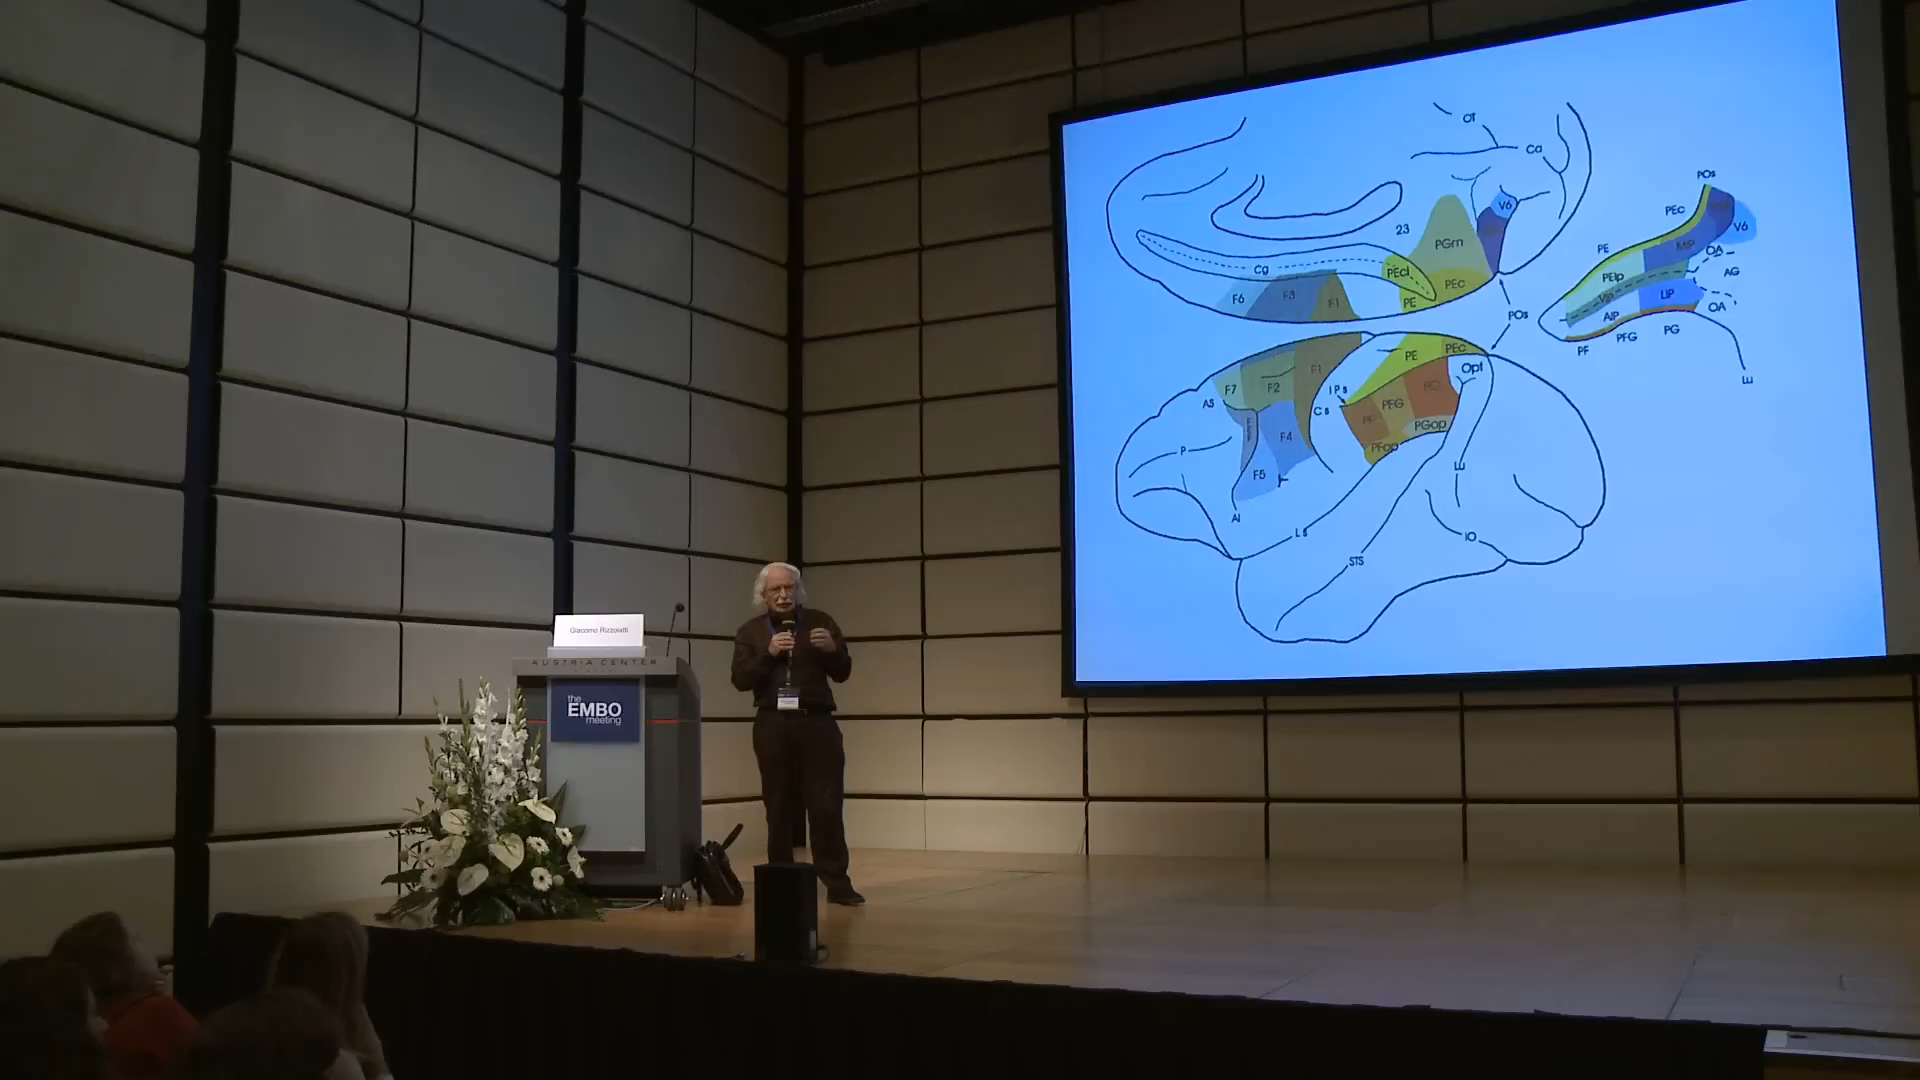 Giacomo Rizzolatti
AUSTRIA CENTER
the
EMBO
meeting
OT
Ca
V6
23
PGm
Cg
PEci
PEc
F6
F3
F1
PE
POs
POs
PEc
V6
PE
MIP
OA
AG
PEip
VIP
LIP
OA
AIP
PG
PFG
PF
LU
PE
PEc
F1
Opt
F7
F2
IPs
PG
AS
Cs
PFG
PF
PGop
F4
PFop
P
LU
F5
AI
Ls
IO
STS